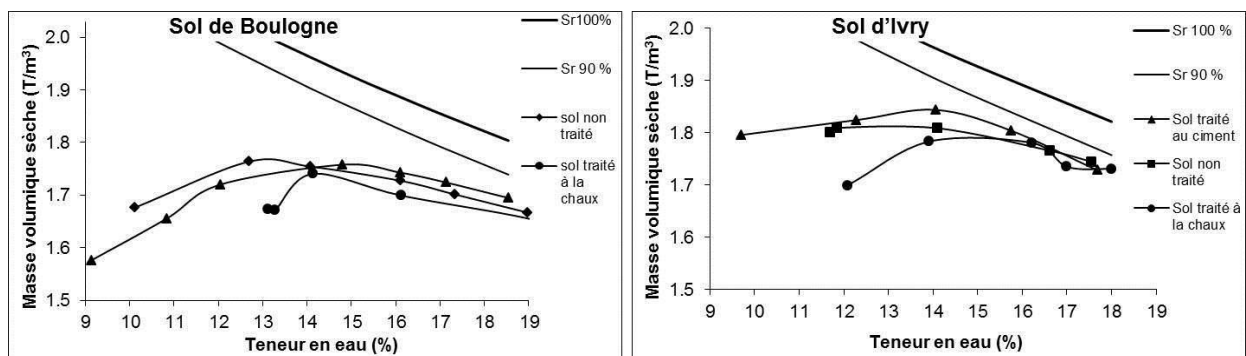 Sol de Boulogne
Masse volumique sèche (T/m³)
2.0
1.9
1.8
1.7
1.6
1.5
9 10 11 12 13 14 15 16 17 18 19
Teneur en eau (%)
Sr100%
Sr 90 %
sol non
traité
sol traité
à la
chaux
Sol d'Ivry
Masse volumique sèche (T/m³)
2.0
1.9
1.8
1.7
1.6
1.5
9 10 11 12 13 14 15 16 17 18 19
Teneur en eau (%)
Sr 100 %
Sr 90 %
Sol traité
au ciment
Sol non
traité
Sol traité à
la chaux